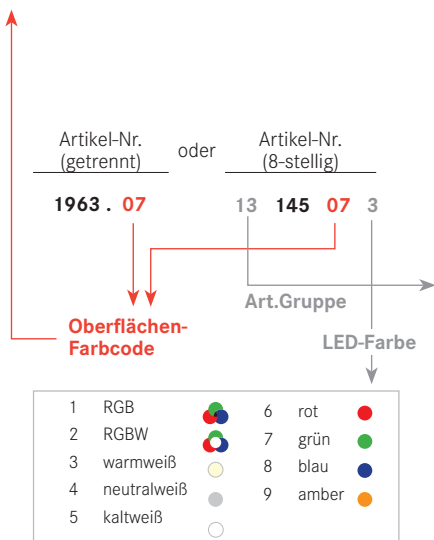 Artikel-Nr.
(getrennt)
oder
Artikel-Nr.
(8-stellig)
1963 . 07
13 145 07 3
Art.Gruppe
Oberflächen-
Farbcode
LED-Farbe
1 RGB
2 RGBW
3 warmweiß
4 neutralweiß
5 kaltweiß
6 rot
7 grün
8 blau
9 amber